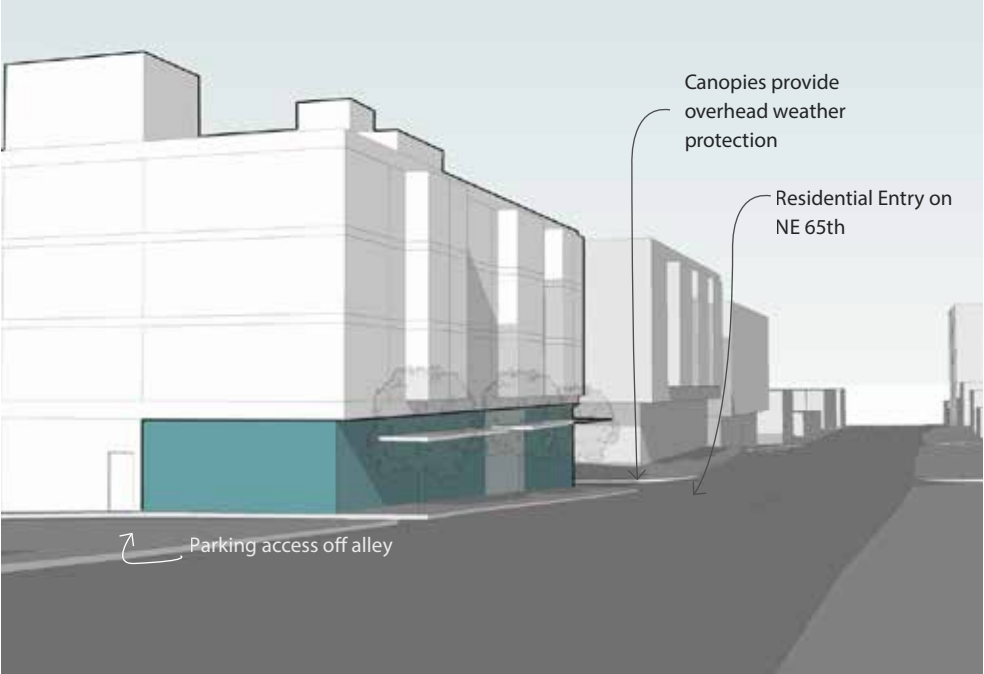 Canopies provide
overhead weather
protection
Residential Entry on
NE 65th
Parking access off alley